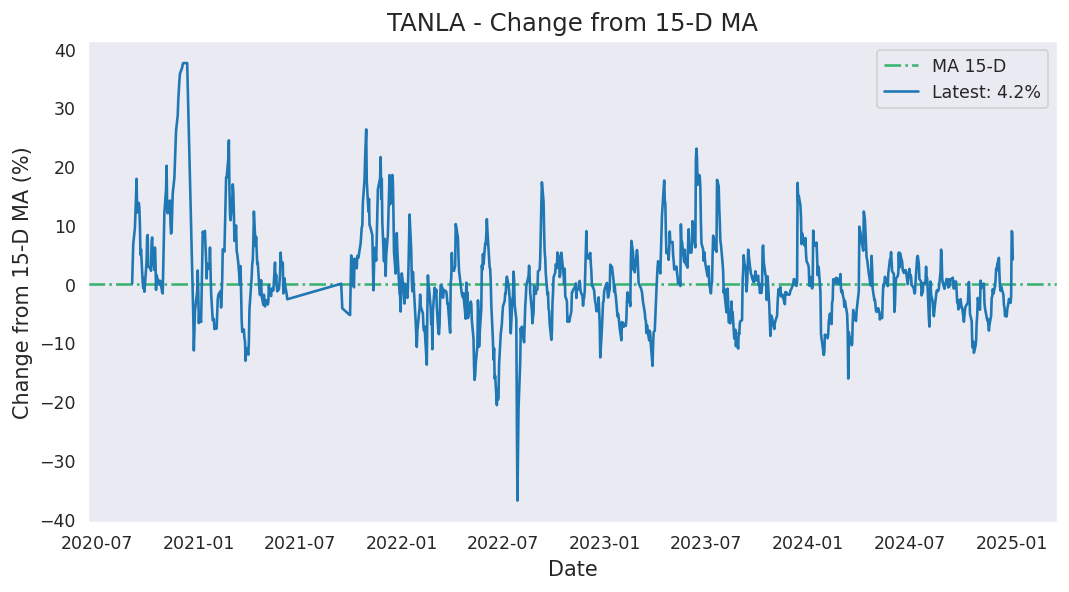 TANLA - Change from 15-D MA
MA 15-D
Latest: 4.2%
Change from 15-D MA (%)
40
30
20
10
0
−10
−20
−30
−40
2020-07 2021-01 2021-07 2022-01 2022-07 2023-01 2023-07 2024-01 2024-07 2025-01
Date